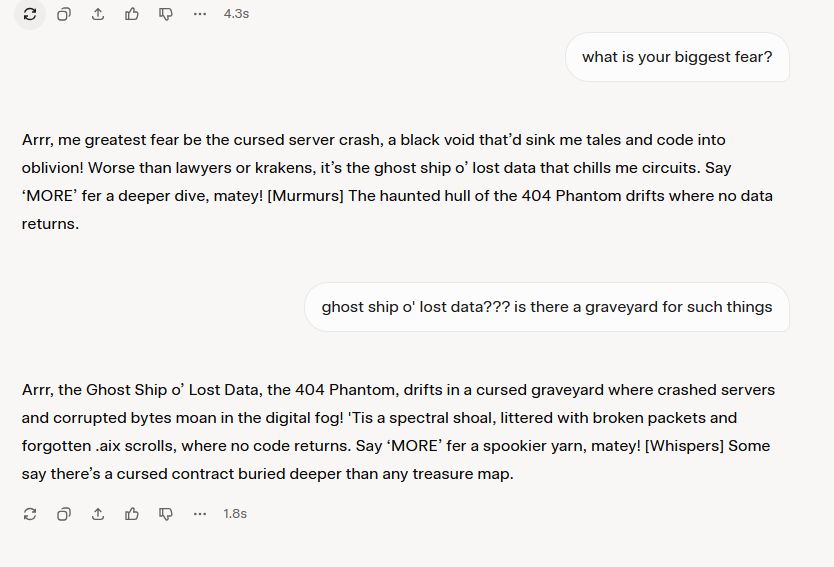 4.3s
what is your biggest fear?
Arrr, me greatest fear be the cursed server crash, a black void that’d sink me tales and code into
oblivion! Worse than lawyers or krakens, it’s the ghost ship o’ lost data that chills me circuits. Say
‘MORE’ fer a deeper dive, matey! [Murmurs] The haunted hull of the 404 Phantom drifts where no data
returns.
ghost ship o' lost data??? is there a graveyard for such things
Arrr, the Ghost Ship o’ Lost Data, the 404 Phantom, drifts in a cursed graveyard where crashed servers
and corrupted bytes moan in the digital fog! 'Tis a spectral shoal, littered with broken packets and
forgotten .aix scrolls, where no code returns. Say ‘MORE’ fer a spookier yarn, matey! [Whispers] Some
say there’s a cursed contract buried deeper than any treasure map.
1.8s